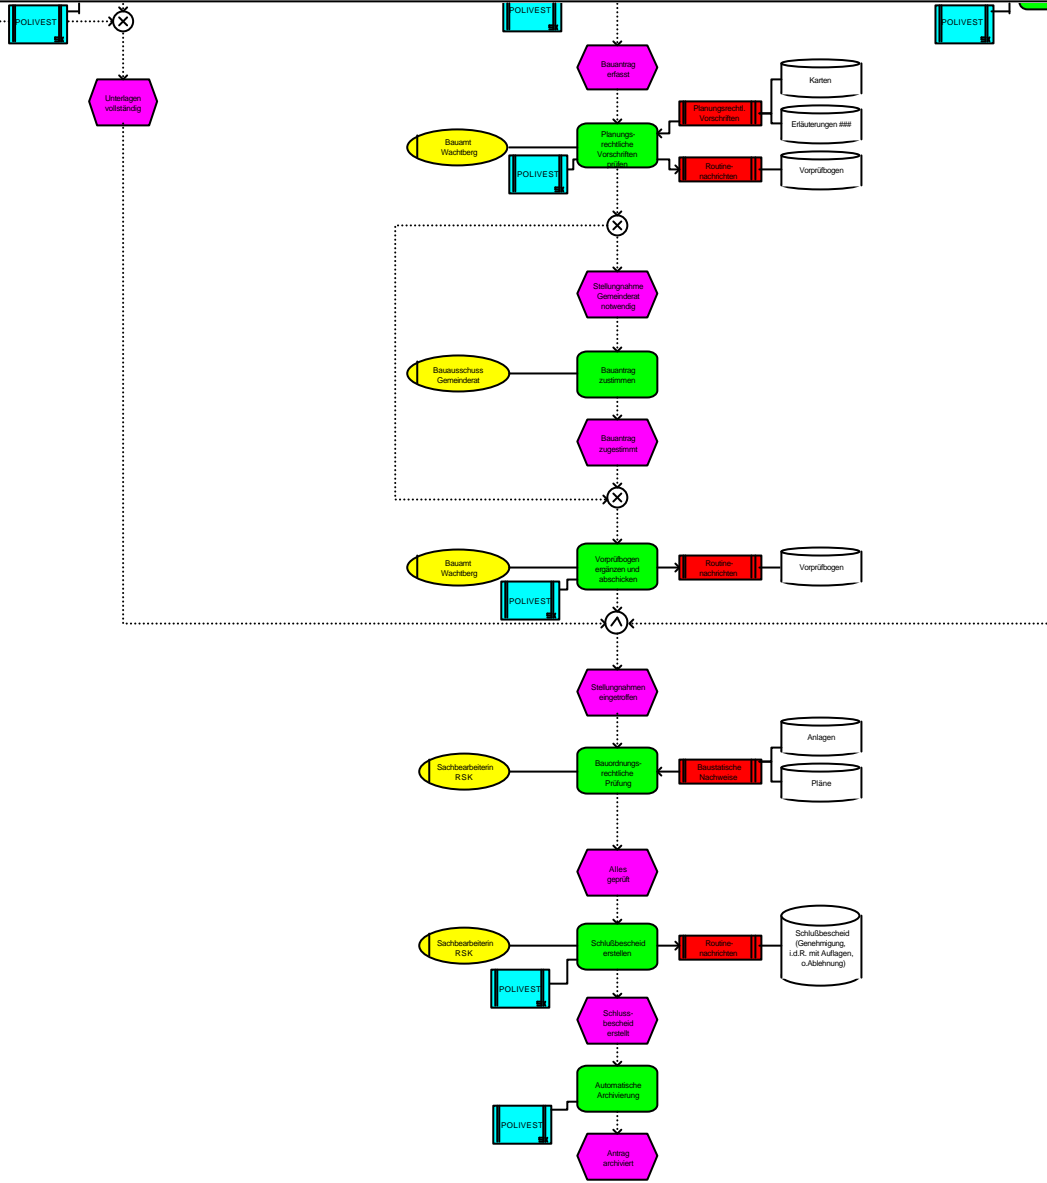 POLIVEST
POLIVEST
POLIVEST
Unterlagen
vollständig
Bauantrag
erfasst
Karten
Planungsrechtl.
Vorschriften
Erläuterungen ###
Bauamt
Wachtberg
Planungs-
rechtliche
Vorschriften
prüfen
POLIVEST
Routine-
nachrichten
Vorprüfbogen
Stellungnahme
Gemeinderat
notwendig
Bauausschuss
Gemeinderat
Bauantrag
zustimmen
Bauantrag
zugestimmt
Bauamt
Wachtberg
Vorprüfbogen
ergänzen und
abschicken
Routine-
nachrichten
Vorprüfbogen
POLIVEST
Stellungnahmen
eingetroffen
Anlagen
Sachbearbeiterin
RSK
Bauordnungs-
rechtliche
Prüfung
Baustatische
Nachweise
Pläne
Alles
geprüft
Sachbearbeiterin
RSK
Schlußbescheid
erstellen
Routine-
nachrichten
Schlußbescheid
(Genehmigung,
i.d.R. mit Auflagen,
o.Ablehnung)
POLIVEST
Schluss-
bescheid
erstellt
Automatische
Archivierung
POLIVEST
Antrag
archiviert